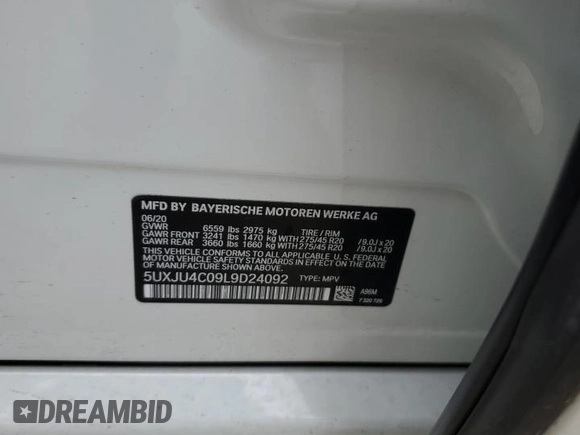 MFD BY BAYERISCHE MOTOREN WERKE AG
06/20
GVWR 6559 lbs 2975 kg TIRE / RIM
GAWR FRONT 3241 lbs 1470 kg WITH 275/45 R20 /9.0J x 20
GAWR REAR 3660 lbs 1660 kg WITH 275/45 R20 /9.0J x 20
THIS VEHICLE CONFORMS TO ALL APPLICABLE U.S. FEDERAL
MOTOR VEHICLE SAFETY STANDARDS IN EFFECT ON THE DATE OF
MANUFACTURE SHOWN ABOVE.
5UXJU4C09L9D24092 TYPE: MPV
A96M
7 320 726
DREAMBID